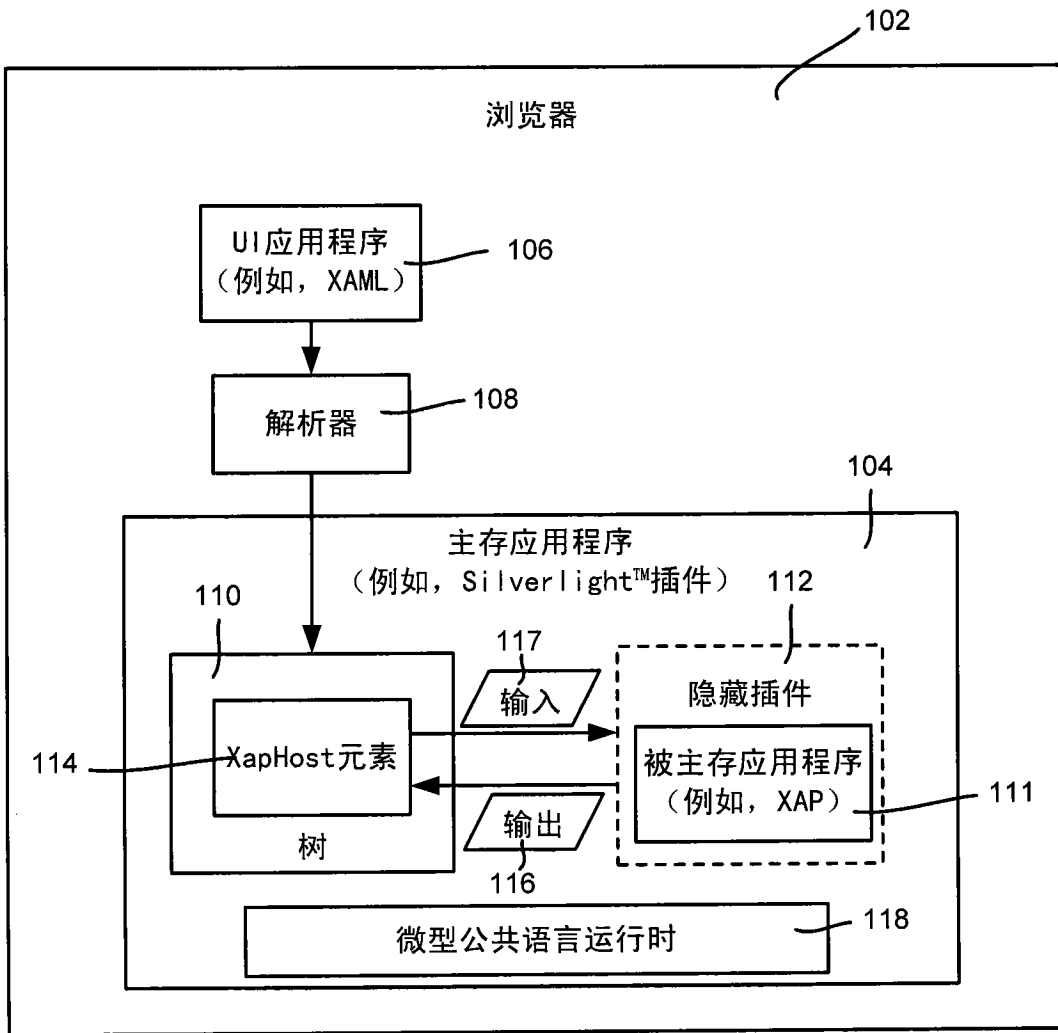 102
浏览器
UI应用程序
（例如，XAML）
106
解析器
108
104
主存应用程序
（例如，Silverlight™插件）
110
112
117
输入
隐藏插件
114
XapHost元素
被主存应用程序
（例如，XAP）
111
输出
树
116
微型公共语言运行时
118